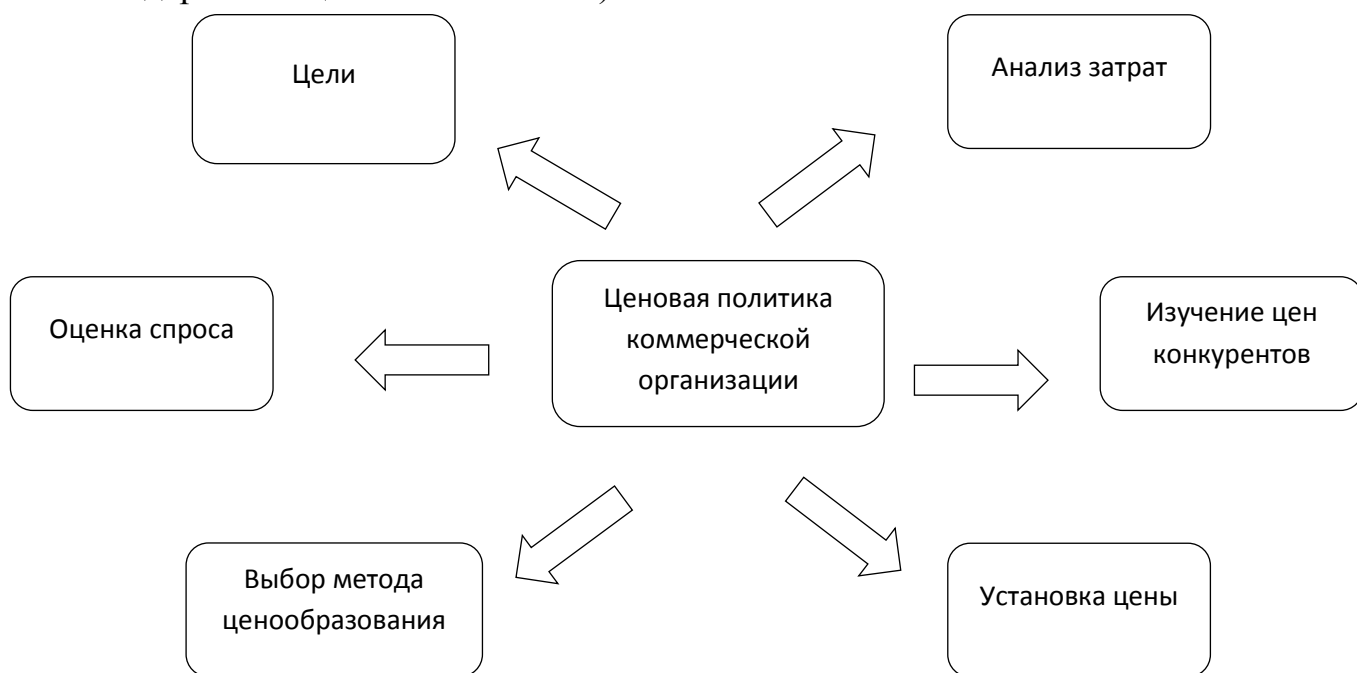 Цели
Анализ затрат
Ценовая политика
коммерческой
организации
Оценка спроса
Изучение цен
конкурентов
Выбор метода
ценообразования
Установка цены